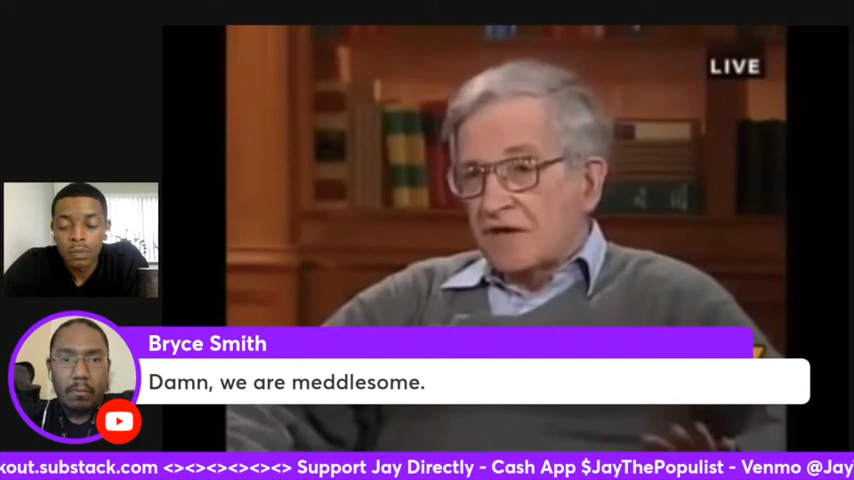 LIVE
Bryce Smith
Damn, we are meddlesome.
kout.substack.com <><><><><><> Support Jay Directly - Cash App $JayThePopulist - Venmo @Jay